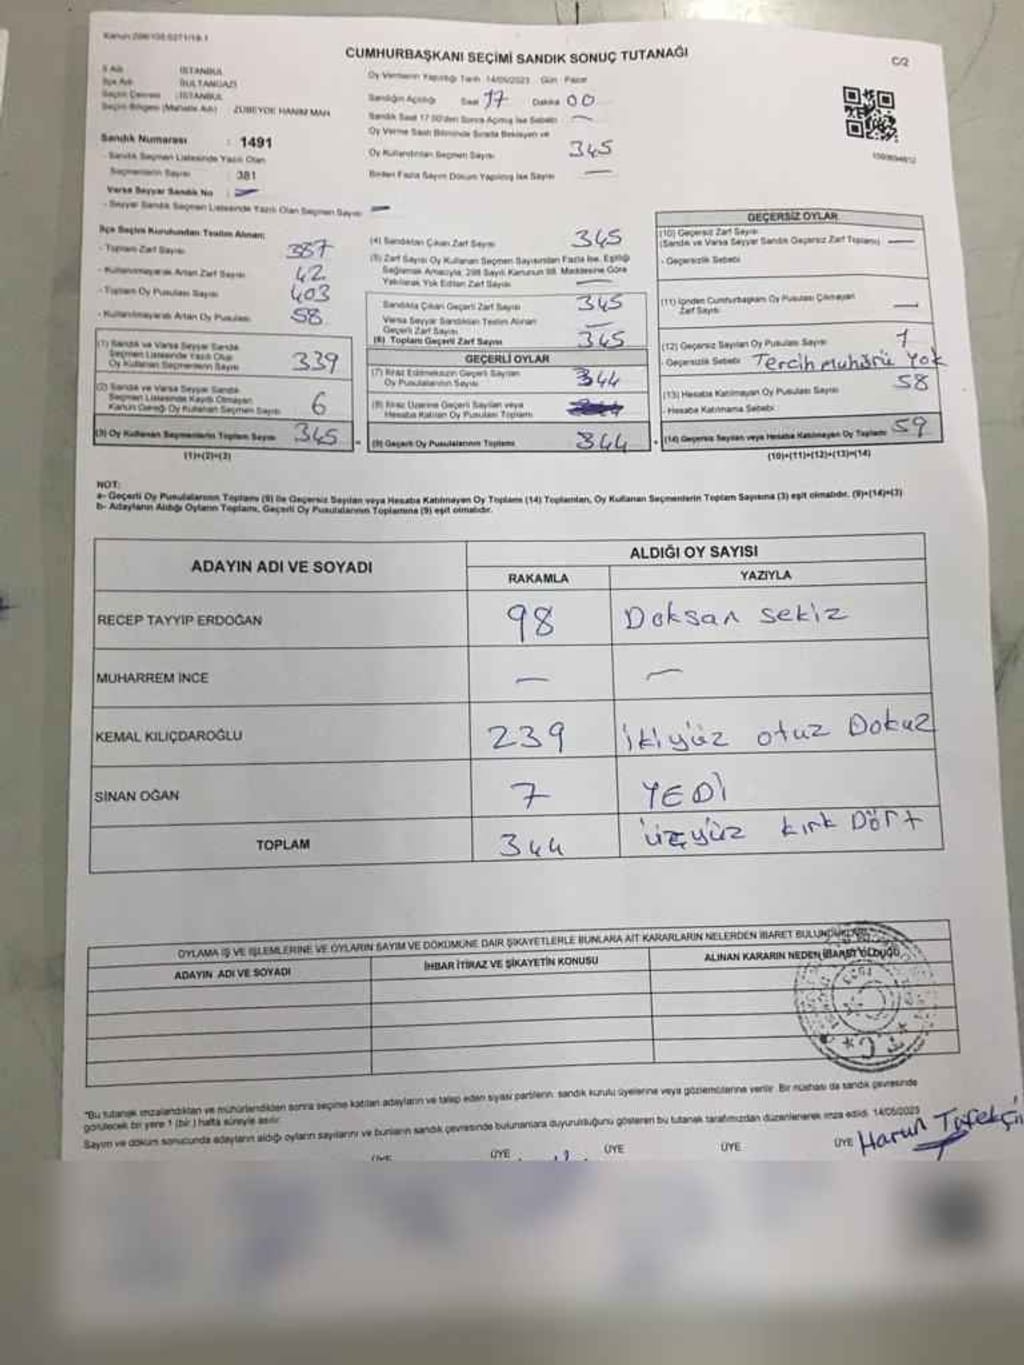 CUMHURBAŞKANI SEÇİMİ SANDIK SONUÇ TUTANAĞI
C/2
İl Adı : İSTANBUL
İlçe Adı : SULTANGAZİ
Seçim Çevresi : İSTANBUL
Seçim Bölgesi (Mahalle Adı) : ZÜBEYDE HANIM MAH
Sandık Numarası : 1491
- Sandık Seçmen Listesinde Yazılı Olan
Seçmenlerin Sayısı : 381
Varsa Seyyar Sandık No : —
- Seyyar Sandık Seçmen Listesinde Yazılı Olan Seçmen Sayısı —
Oy Vermenin Yapıldığı Tarih 14/05/2023 Gün : Pazar
Sandığın Açıldığı Saat 17 Dakika 00
Sandık Saat 17.00'den Sonra Açılmış İse Sebebi —
Oy Verme Saati Bitiminde Sırada Bekleyen ve
Oy Kullandırılan Seçmen Sayısı 345
Birden Fazla Sayım Döküm Yapılmış İse Sayısı —
İlçe Seçim Kurulundan Teslim Alınan:
- Toplam Zarf Sayısı 387
- Kullanılmayarak Artan Zarf Sayısı 42
- Toplam Oy Pusulası Sayısı 403
- Kullanılmayarak Artan Oy Pusulası 58
(1) Sandık ve Varsa Seyyar Sandık
Seçmen Listesinde Yazılı Olup
Oy Kullanan Seçmenlerin Sayısı 339
(2) Sandık ve Varsa Seyyar Sandık
Seçmen Listesinde Kaydı Olmayan
Kanun Gereği Oy Kullanan Seçmen Sayısı 6
(3) Oy Kullanan Seçmenlerin Toplam Sayısı 345
(1)+(2)=(3)
(4) Sandıktan Çıkan Zarf Sayısı 345
(5) Zarf Sayısı Oy Kullanan Seçmen Sayısından Fazla İse, Eşitliği
Sağlamak Amacıyla, 298 Sayılı Kanunun 98. Maddesine Göre
Yakılarak Yok Edilen Zarf Sayısı —
Sandıkta Çıkan Geçerli Zarf Sayısı 345
Varsa Seyyar Sandıktan Teslim Alınan
Geçerli Zarf Sayısı —
(6) Toplam Geçerli Zarf Sayısı 345
GEÇERLİ OYLAR
(7) İtiraz Edilmeksizin Geçerli Sayılan
Oy Pusulalarının Sayısı 344
(8) İtiraz Üzerine Geçerli Sayılan veya
Hesaba Katılan Oy Pusulası Toplamı
(9) Geçerli Oy Pusulalarının Toplamı 344
GEÇERSİZ OYLAR
(10) Geçersiz Zarf Sayısı
(Sandık ve Varsa Seyyar Sandık Geçersiz Zarf Toplamı) —
- Geçersizlik Sebebi
(11) İçinden Cumhurbaşkanı Oy Pusulası Çıkmayan
Zarf Sayısı —
(12) Geçersiz Sayılan Oy Pusulası Sayısı 1
- Geçersizlik Sebebi Tercih Muhürü Yok
(13) Hesaba Katılmayan Oy Pusulası Sayısı 58
- Hesaba Katılmama Sebebi
(14) Geçersiz Sayılan veya Hesaba Katılmayan Oy Toplamı 59
(10)+(11)+(12)+(13)=(14)
NOT:
a- Geçerli Oy Pusulalarının Toplamı (9) ile Geçersiz Sayılan veya Hesaba Katılmayan Oy Toplamı (14) Toplamları, Oy Kullanan Seçmenlerin Toplam Sayısına (3) eşit olmalıdır. (9)+(14)=(3)
b- Adayların Aldığı Oyların Toplamı, Geçerli Oy Pusulalarının Toplamına (9) eşit olmalıdır.
ADAYIN ADI VE SOYADI
ALDIĞI OY SAYISI
RAKAMLA YAZIYLA
RECEP TAYYİP ERDOĞAN 98 Doksan sekiz
MUHARREM İNCE — —
KEMAL KILIÇDAROĞLU 239 ikiyüz otuz Dokuz
SİNAN OĞAN 7 YEDİ
TOPLAM 344 üçyüz kırk Dört
OYLAMA İŞ VE İŞLEMLERİNE VE OYLARIN SAYIM VE DÖKÜMÜNE DAİR ŞİKAYETLERLE BUNLARA AİT KARARLARIN NELERDEN İBARET BULUNDUKLARI
ADAYIN ADI VE SOYADI İHBAR İTİRAZ VE ŞİKAYETİN KONUSU ALINAN KARARIN NEDEN İBARET OLDUĞU
*Bu tutanak imzalandıktan ve mühürlendikten sonra seçime katılan adayların ve talep eden siyasi partilerin sandık kurulu üyelerine veya gözlemcilerine verilir. Bir nüshası da sandık çevresinde
görülecek bir yere 1 (bir) hafta süreyle asılır.
Sayım ve döküm sonucunda adayların aldığı oyların sayılarını ve bunların sandık çevresinde bulunanlara duyurulduğunu gösteren bu tutanak tarafımızdan düzenlenerek imza edildi. 14/05/2023
ÜYE ÜYE ÜYE ÜYE ÜYE Harun Tüfekçi